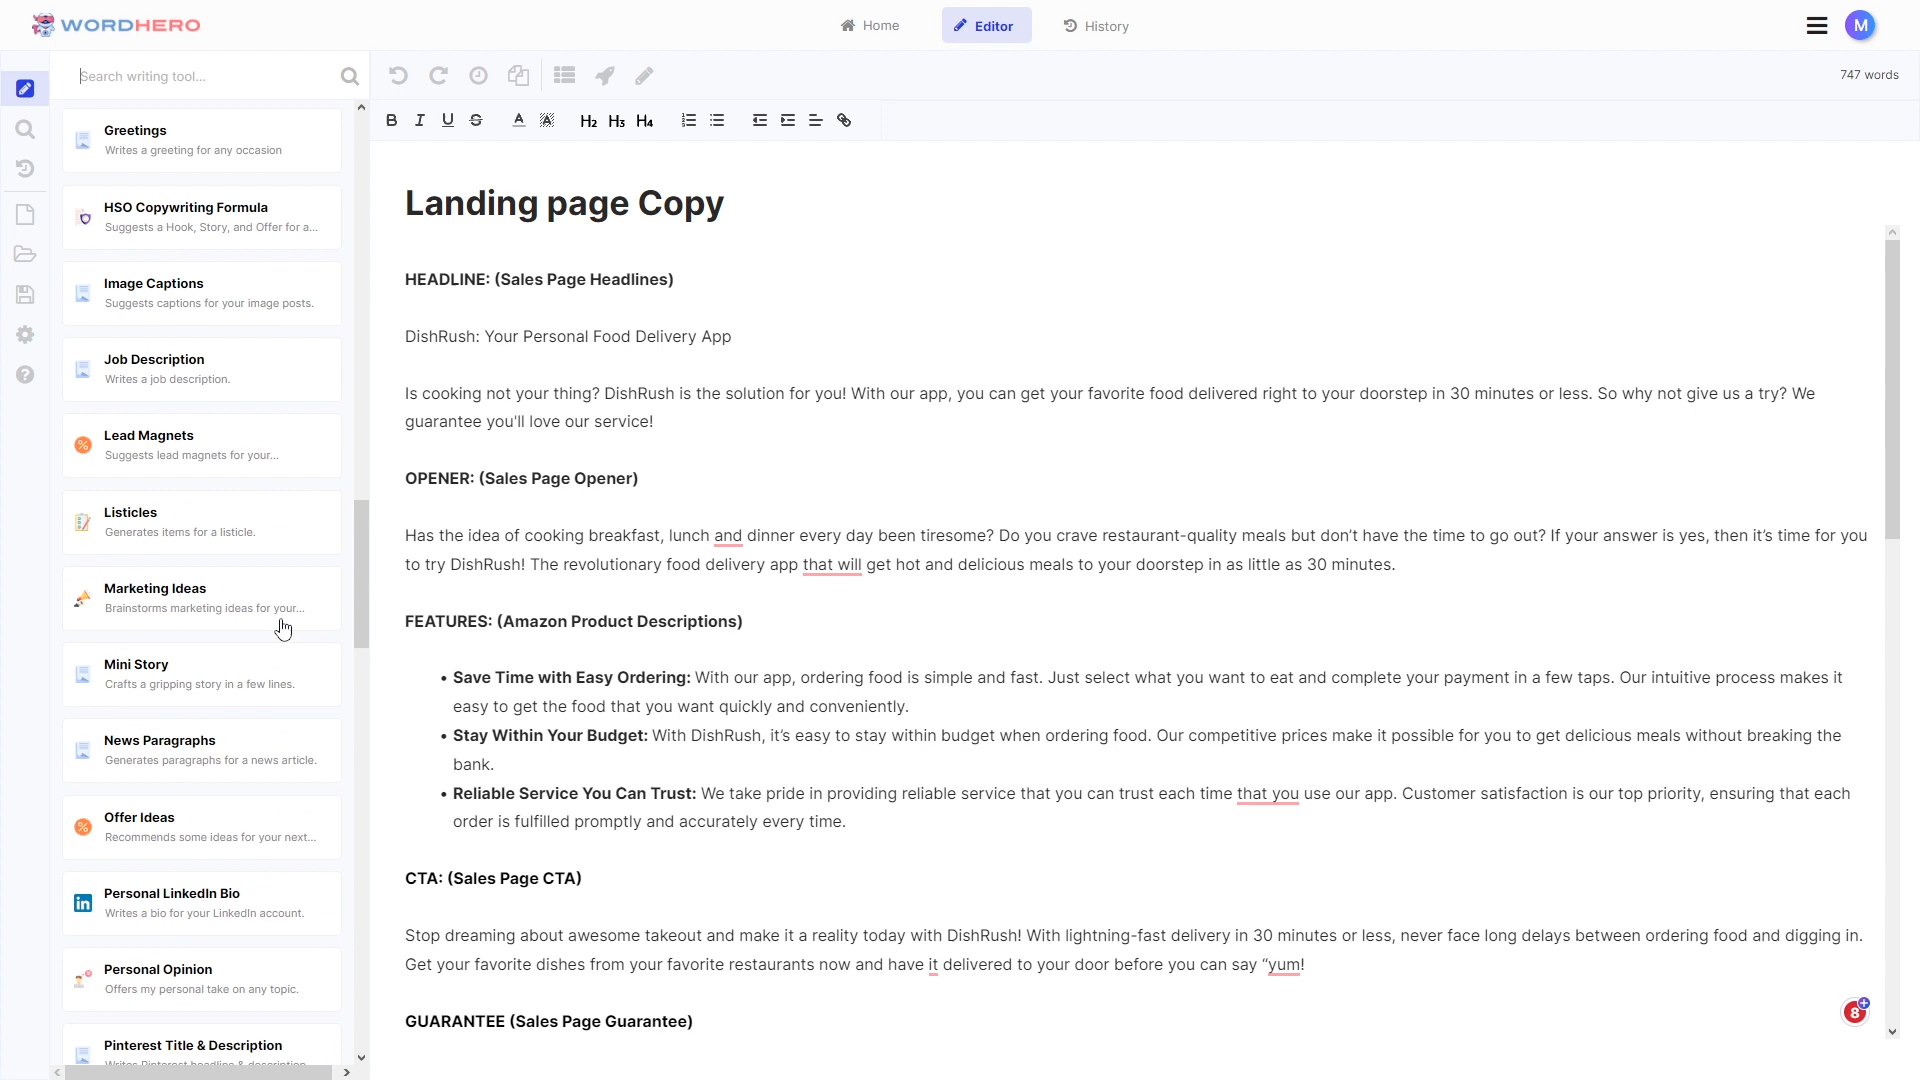 WORDHERO
Home
Editor
History
M
Search writing tool...
747 words
B I U S A A H2 H3 H4
Greetings
Writes a greeting for any occasion
HSO Copywriting Formula
Suggests a Hook, Story, and Offer for a...
Image Captions
Suggests captions for your image posts.
Job Description
Writes a job description.
Lead Magnets
Suggests lead magnets for your...
Listicles
Generates items for a listicle.
Marketing Ideas
Brainstorms marketing ideas for your...
Mini Story
Crafts a gripping story in a few lines.
News Paragraphs
Generates paragraphs for a news article.
Offer Ideas
Recommends some ideas for your next...
Personal LinkedIn Bio
Writes a bio for your LinkedIn account.
Personal Opinion
Offers my personal take on any topic.
Pinterest Title & Description
Writes Pinterest headline & description
Landing page Copy
HEADLINE: (Sales Page Headlines)
DishRush: Your Personal Food Delivery App
Is cooking not your thing? DishRush is the solution for you! With our app, you can get your favorite food delivered right to your doorstep in 30 minutes or less. So why not give us a try? We
guarantee you'll love our service!
OPENER: (Sales Page Opener)
Has the idea of cooking breakfast, lunch and dinner every day been tiresome? Do you crave restaurant-quality meals but don’t have the time to go out? If your answer is yes, then it’s time for you
to try DishRush! The revolutionary food delivery app that will get hot and delicious meals to your doorstep in as little as 30 minutes.
FEATURES: (Amazon Product Descriptions)
• Save Time with Easy Ordering: With our app, ordering food is simple and fast. Just select what you want to eat and complete your payment in a few taps. Our intuitive process makes it
easy to get the food that you want quickly and conveniently.
• Stay Within Your Budget: With DishRush, it’s easy to stay within budget when ordering food. Our competitive prices make it possible for you to get delicious meals without breaking the
bank.
• Reliable Service You Can Trust: We take pride in providing reliable service that you can trust each time that you use our app. Customer satisfaction is our top priority, ensuring that each
order is fulfilled promptly and accurately every time.
CTA: (Sales Page CTA)
Stop dreaming about awesome takeout and make it a reality today with DishRush! With lightning-fast delivery in 30 minutes or less, never face long delays between ordering food and digging in.
Get your favorite dishes from your favorite restaurants now and have it delivered to your door before you can say “yum!
GUARANTEE (Sales Page Guarantee)
8